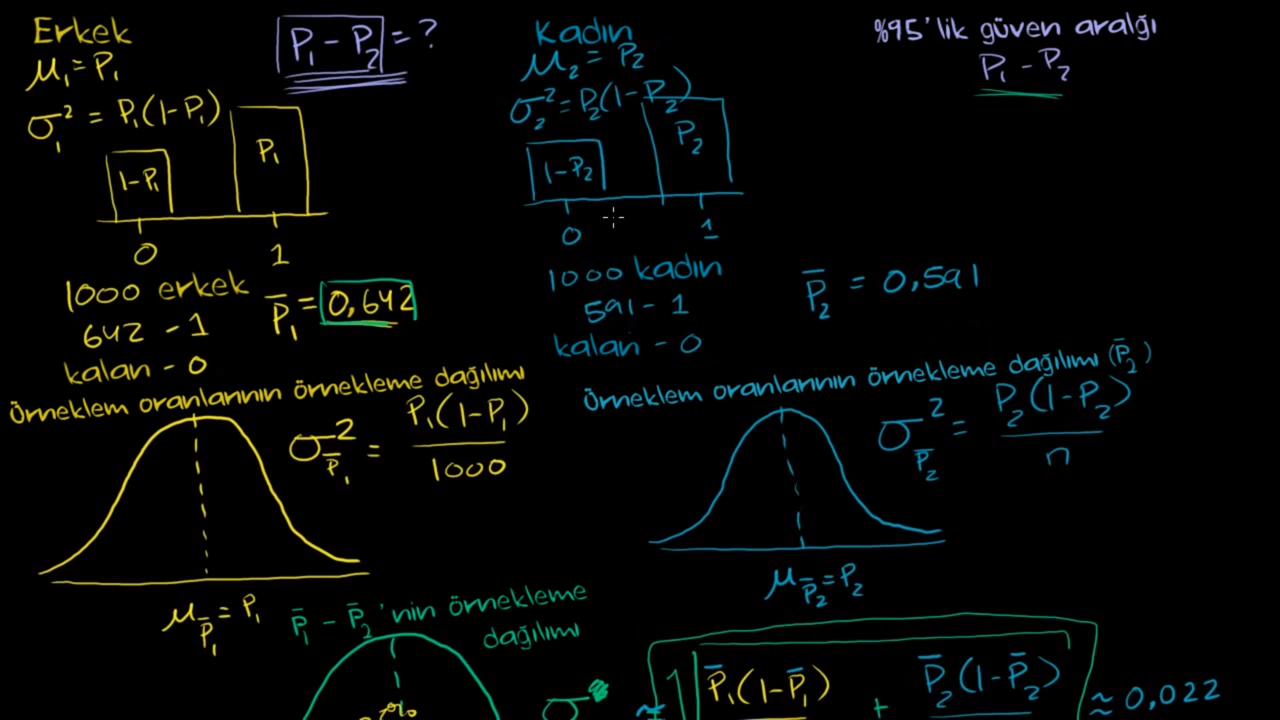 Erkek
μ₁ = P₁
σ₁² = P₁(1-P₁)
1-P₁
P₁
0
1
1000 erkek
642 - 1
kalan - 0
P̅₁ = 0,642
P₁ - P₂ = ?
Kadın
μ₂ = P₂
σ₂² = P₂(1-P₂)
1-P₂
P₂
0
1
1000 kadın
591 - 1
kalan - 0
P̅₂ = 0,591
%95'lik güven aralğı
P₁ - P₂
Örneklem oranlarının örnekleme dağılımı
σ²P̅₁ = P₁(1-P₁)
1000
μP̅₁ = P₁
Örneklem oranlarının örnekleme dağılımı (P̅₂)
σ²P̅₂ = P₂(1-P₂)
n
μP̅₂ = P₂
P̅₁ - P̅₂'nin örnekleme
dağılımı
≈ √ P̅₁(1-P̅₁) + P̅₂(1-P̅₂) ≈ 0,022